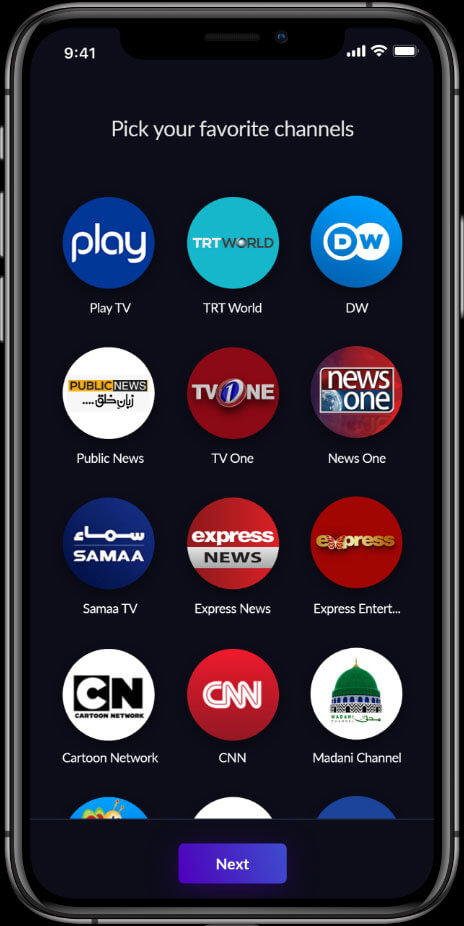 9:41
Pick your favorite channels
play
TRT WORLD
DW
Play TV
TRT World
DW
PUBLIC NEWS
زبانِ خلق....
TV ONE
news
one
Public News
TV One
News One
سماء
SAMAA
express
NEWS
express
Samaa TV
Express News
Express Entert...
CN
CARTOON NETWORK
CNN
MADANI
CHANNEL
Cartoon Network
CNN
Madani Channel
Next